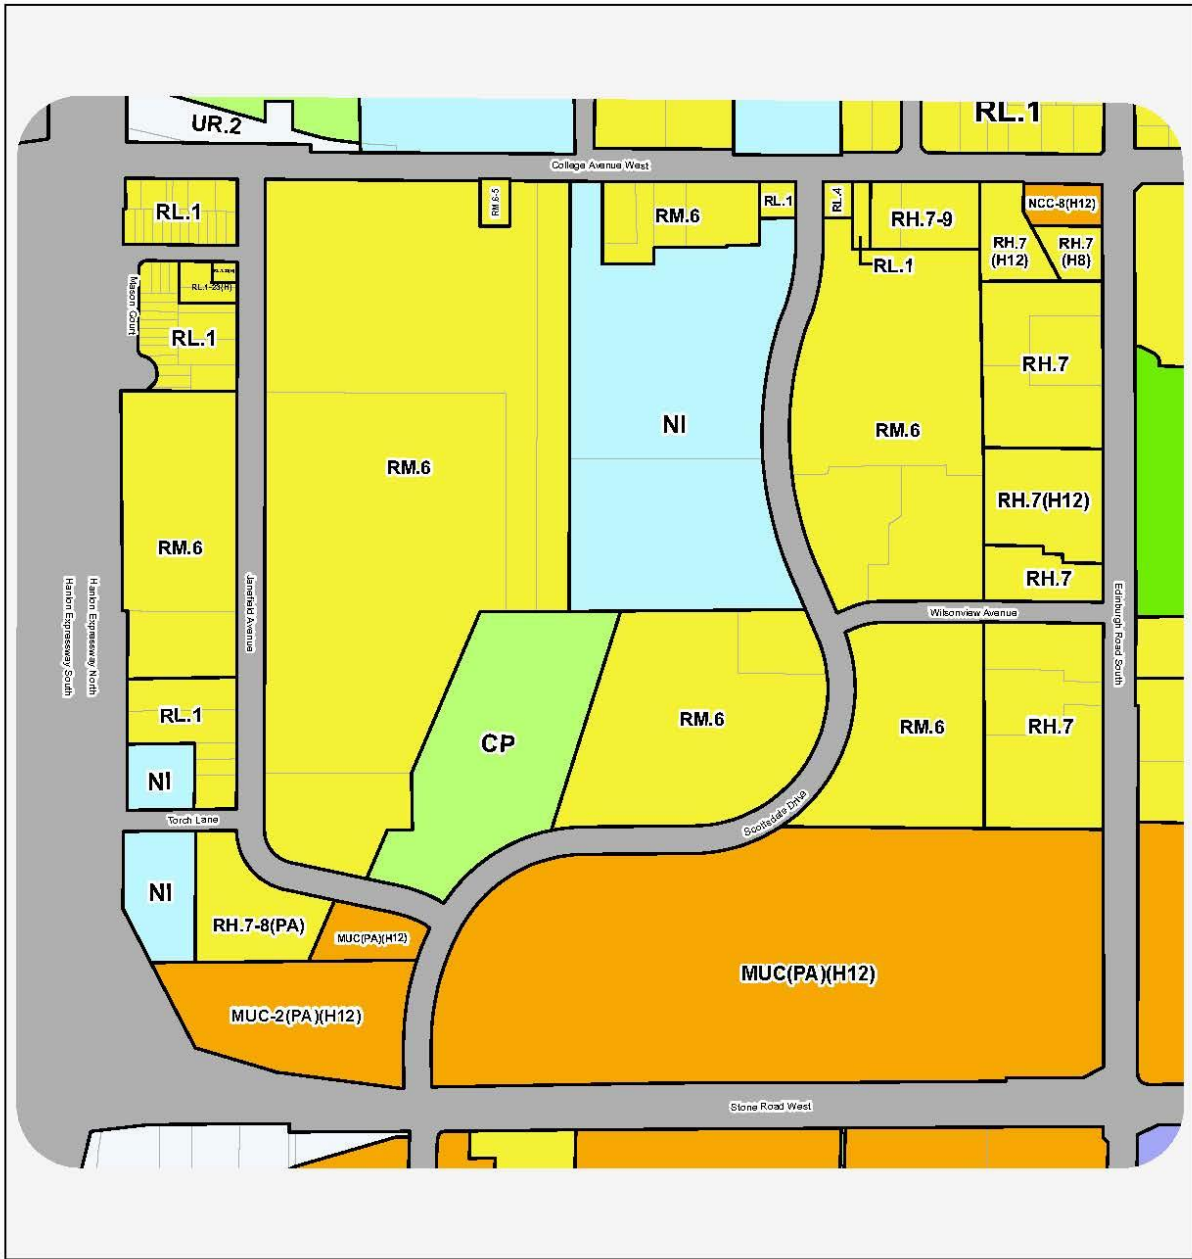 UR.2
RL.1
College Avenue West
RL.1
RM.6-5
RM.6
RL.1
RL.4
RH.7-9
NCC-8(H12)
RH.7
(H12)
RH.7
(H8)
RL.1
RL.1-23(H)
Mason Court
RL.1
RH.7
NI
RM.6
RM.6
RH.7(H12)
RM.6
RH.7
Hanlon Expressway South
Hanlon Expressway North
Janefield Avenue
Wilsonview Avenue
Edinburgh Road South
RL.1
CP
RM.6
RM.6
RH.7
NI
Torch Lane
Scottsdale Drive
NI
RH.7-8(PA)
MUC(PA)(H12)
MUC(PA)(H12)
MUC-2(PA)(H12)
Stone Road West